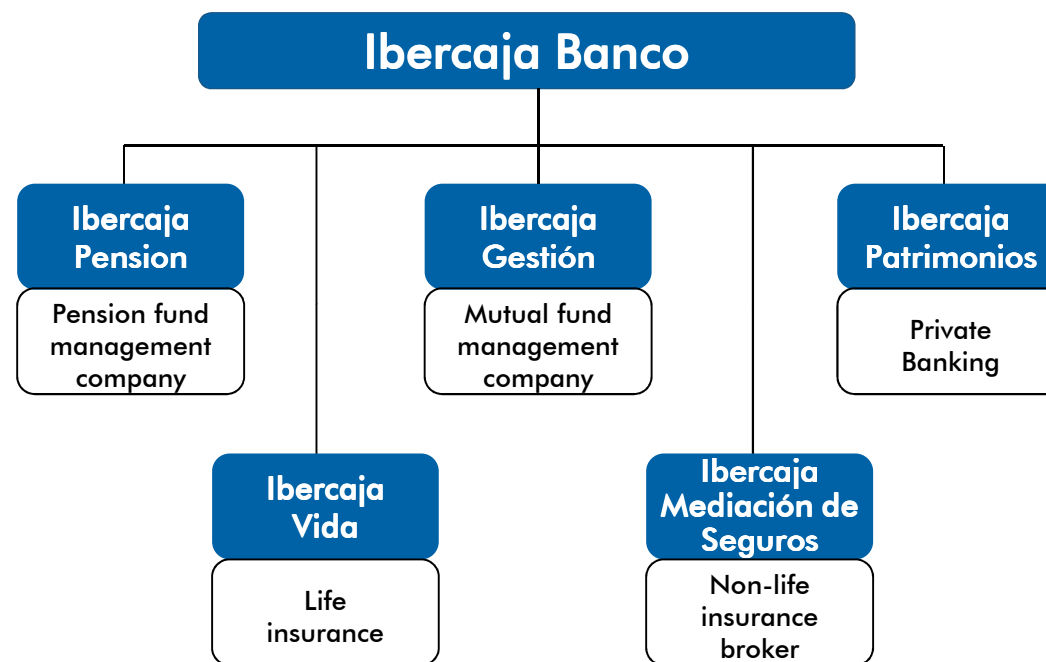 Ibercaja Banco
Ibercaja
Pension
Pension fund
management
company
Ibercaja
Gestión
Mutual fund
management
company
Ibercaja
Patrimonios
Private
Banking
Ibercaja
Vida
Life
insurance
Ibercaja
Mediación de
Seguros
Non-life
insurance
broker